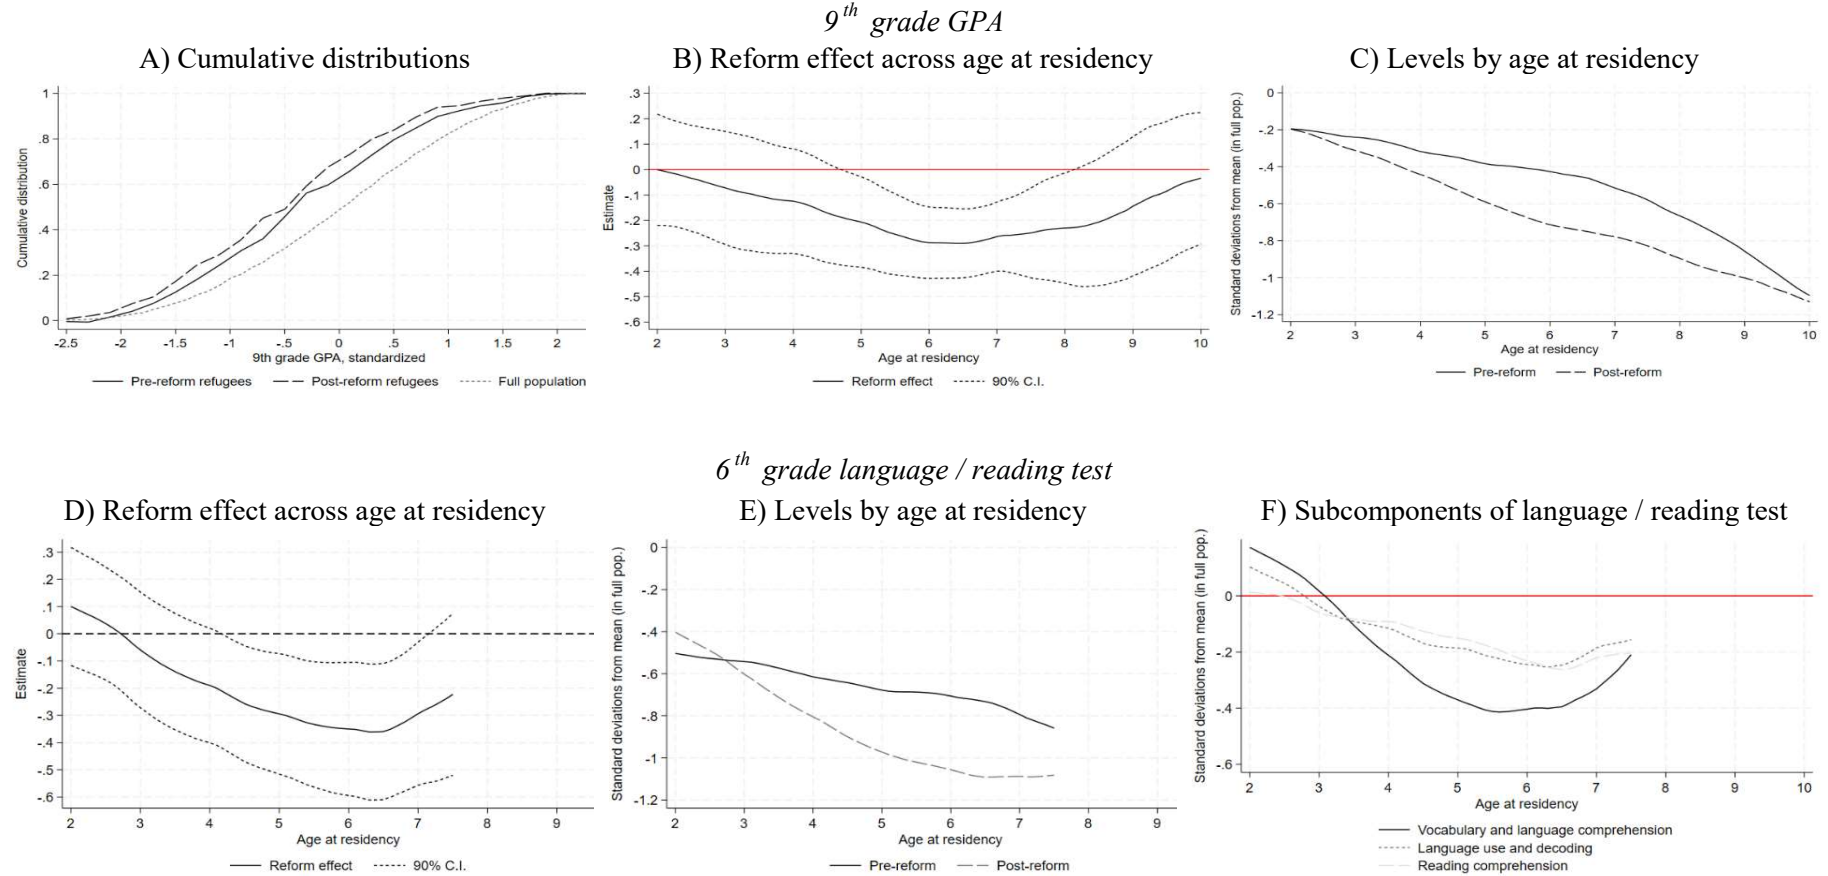 9th grade GPA
A) Cumulative distributions
B) Reform effect across age at residency
C) Levels by age at residency
Cumulative distribution
1
.8
.6
.4
.2
0
-2.5 -2 -1.5 -1 -.5 0 .5 1 1.5 2
9th grade GPA, standardized
Pre-reform refugees Post-reform refugees Full population
Estimate
.3
.2
.1
0
-.1
-.2
-.3
-.4
-.5
-.6
2 3 4 5 6 7 8 9 10
Age at residency
Reform effect 90% C.I.
Standard deviations from mean (in full pop.)
0
-.2
-.4
-.6
-.8
-1
-1.2
2 3 4 5 6 7 8 9 10
Age at residency
Pre-reform Post-reform
6th grade language / reading test
D) Reform effect across age at residency
E) Levels by age at residency
F) Subcomponents of language / reading test
Estimate
.3
.2
.1
0
-.1
-.2
-.3
-.4
-.5
-.6
2 3 4 5 6 7 8 9
Age at residency
Reform effect 90% C.I.
Standard deviations from mean (in full pop.)
0
-.2
-.4
-.6
-.8
-1
-1.2
2 3 4 5 6 7 8 9
Age at residency
Pre-reform Post-reform
Standard deviations from mean (in full pop.)
0
-.2
-.4
-.6
2 3 4 5 6 7 8 9 10
Age at residency
Vocabulary and language comprehension
Language use and decoding
Reading comprehension